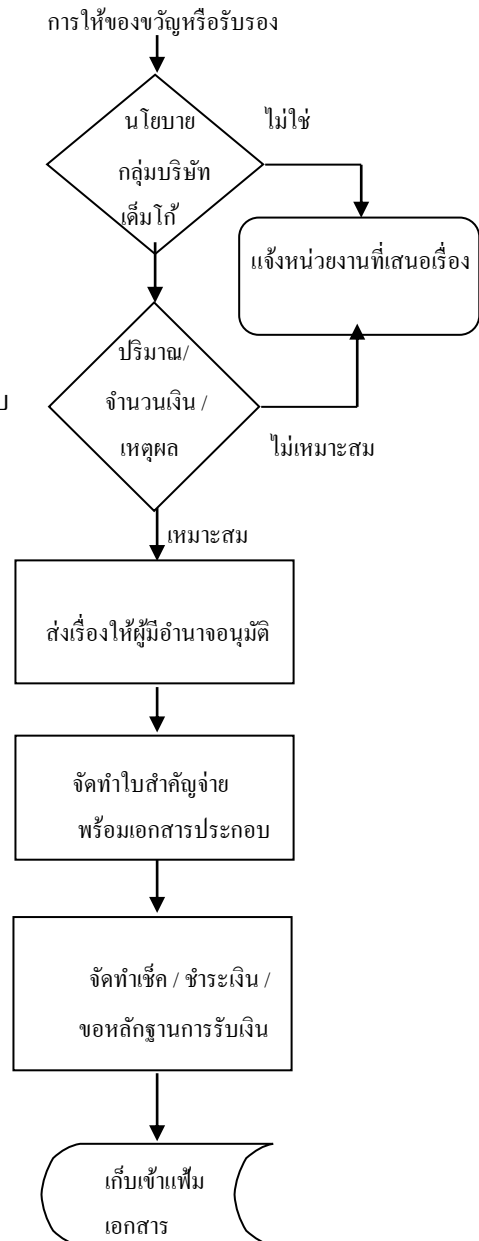 การให้ของขวัญหรือรับรอง
นโยบาย
ไม่ใช่
กลุ่มบริษัท
เด็มโก้
แจ้งหน่วยงานที่เสนอเรื่อง
ปริมาณ/
จำนวนเงิน /
บ
เหตุผล
ไม่เหมาะสม
เหมาะสม
ส่งเรื่องให้ผู้มีอำนาจอนุมัติ
จัดทำใบสำคัญจ่าย
พร้อมเอกสารประกอบ
จัดทำเช็ค / ชำระเงิน /
ขอหลักฐานการรับเงิน
เก็บเข้าแฟ้ม
เอกสาร